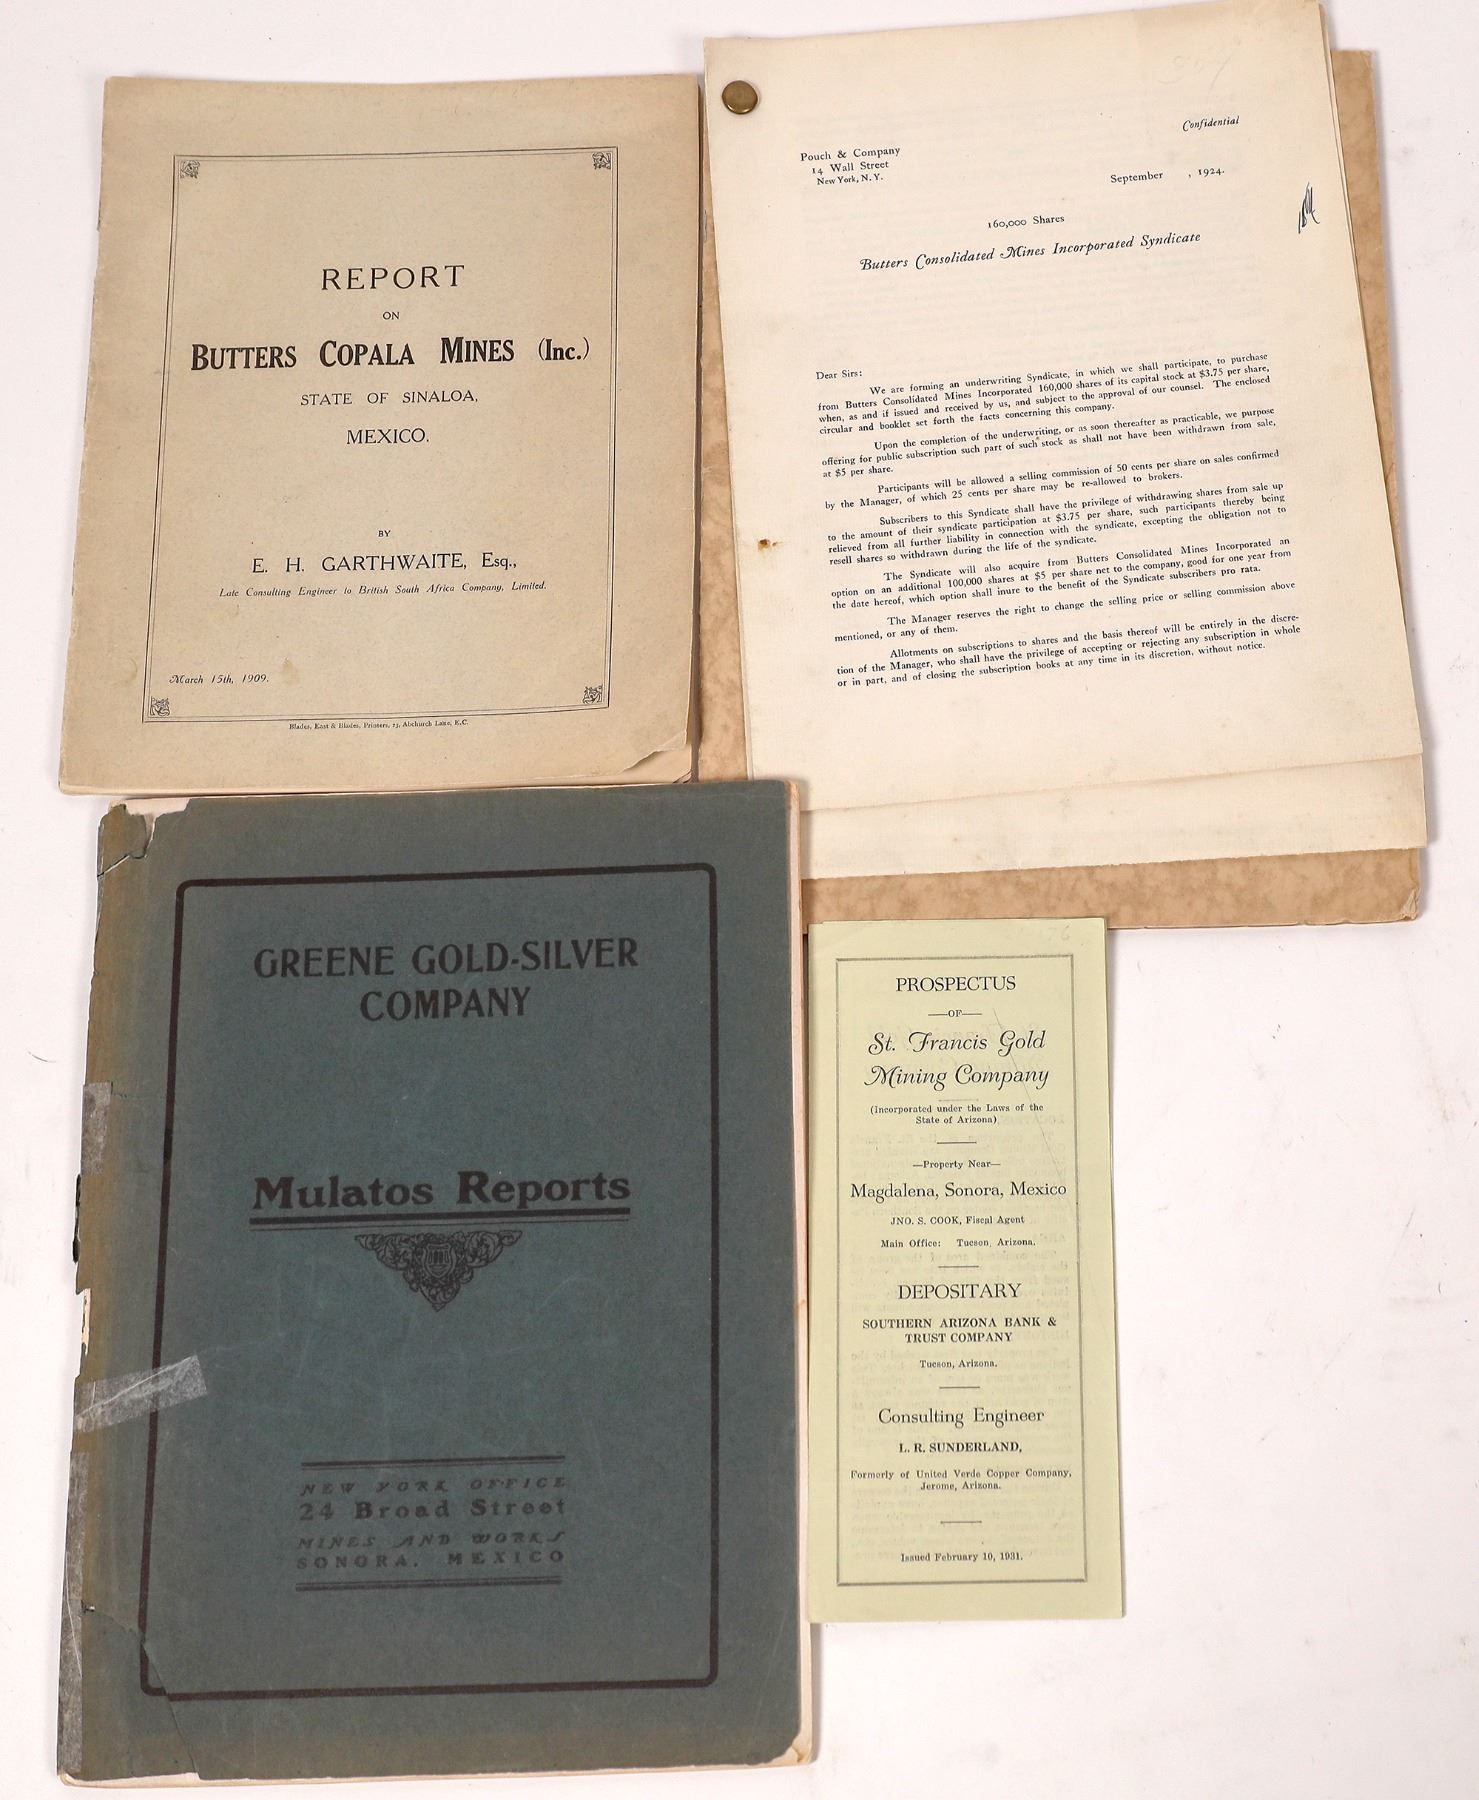 REPORT
ON
BUTTERS COPALA MINES (Inc.)
STATE OF SINALOA,
MEXICO.
BY
E. H. GARTHWAITE, Esq.,
Late Consulting Engineer to British South Africa Company, Limited.
March 15th, 1909.
Blades, East & Blades, Printers, 23, Abchurch Lane, E.C.
Confidential
Pouch & Company
14 Wall Street
New York, N. Y.
September , 1924.
160,000 Shares
Butters Consolidated Mines Incorporated Syndicate
Dear Sirs:
We are forming an underwriting Syndicate, in which we shall participate, to purchase
from Butters Consolidated Mines Incorporated 160,000 shares of its capital stock at $3.75 per share,
when, as and if issued and received by us, and subject to the approval of our counsel. The enclosed
circular and booklet set forth the facts concerning this company.
Upon the completion of the underwriting, or as soon thereafter as practicable, we purpose
offering for public subscription such part of such stock as shall not have been withdrawn from sale,
at $5 per share.
Participants will be allowed a selling commission of 50 cents per share on sales confirmed
by the Manager, of which 25 cents per share may be re-allowed to brokers.
Subscribers to this Syndicate shall have the privilege of withdrawing shares from sale up
to the amount of their syndicate participation at $3.75 per share, such participants thereby being
relieved from all further liability in connection with the syndicate, excepting the obligation not to
resell shares so withdrawn during the life of the syndicate.
The Syndicate will also acquire from Butters Consolidated Mines Incorporated an
option on an additional 100,000 shares at $5 per share net to the company, good for one year from
the date hereof, which option shall inure to the benefit of the Syndicate subscribers pro rata.
The Manager reserves the right to change the selling price or selling commission above
mentioned, or any of them.
Allotments on subscriptions to shares and the basis thereof will be entirely in the discre-
tion of the Manager, who shall have the privilege of accepting or rejecting any subscription in whole
or in part, and of closing the subscription books at any time in its discretion, without notice.
GREENE GOLD-SILVER
COMPANY
Mulatos Reports
NEW YORK OFFICE
24 Broad Street
MINES AND WORKS
SONORA, MEXICO
PROSPECTUS
—OF—
St. Francis Gold
Mining Company
(Incorporated under the Laws of the
State of Arizona)
—Property Near—
Magdalena, Sonora, Mexico
JNO. S. COOK, Fiscal Agent
Main Office: Tucson, Arizona.
DEPOSITARY
SOUTHERN ARIZONA BANK &
TRUST COMPANY
Tucson, Arizona.
Consulting Engineer
L. R. SUNDERLAND,
Formerly of United Verde Copper Company,
Jerome, Arizona.
Issued February 10, 1931.